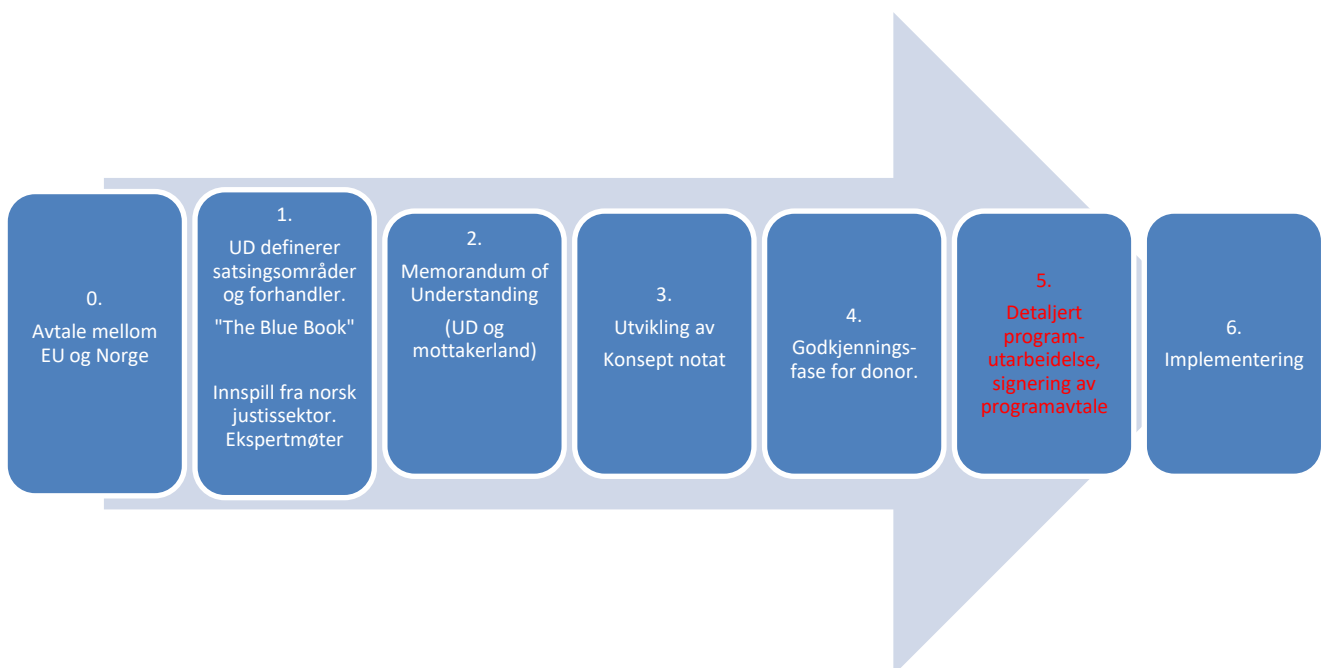 0.
Avtale mellom
EU og Norge
1.
UD definerer
satsingsområder
og forhandler.
"The Blue Book"
Innspill fra norsk
justissektor.
Ekspertmøter
2.
Memorandum of
Understanding
(UD og
mottakerland)
3.
Utvikling av
Konsept notat
4.
Godkjennings-
fase for donor.
5.
Detaljert
program-
utarbeidelse,
signering av
programavtale
6.
Implementering